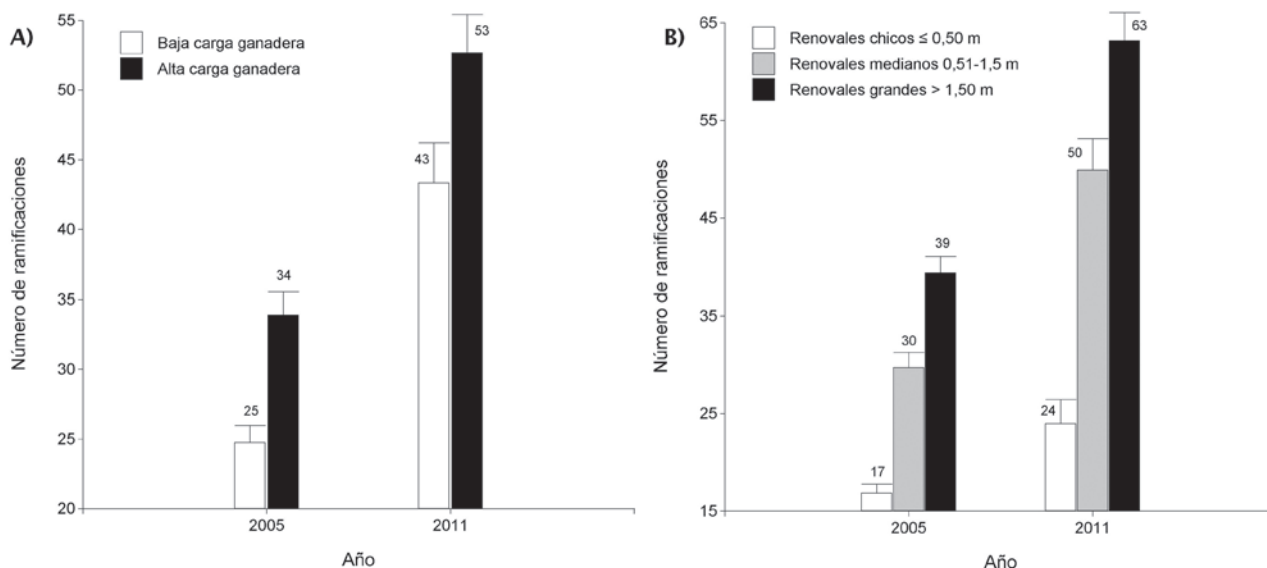 A)
Baja carga ganadera
Alta carga ganadera
Número de ramificaciones
55
50
45
40
35
30
25
20
25
34
43
53
2005
2011
Año
B)
Renovales chicos ≤ 0,50 m
Renovales medianos 0,51-1,5 m
Renovales grandes > 1,50 m
Número de ramificaciones
65
55
45
35
25
15
17
30
39
24
50
63
2005
2011
Año